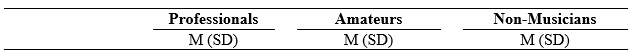 Professionals Amateurs Non-Musicians
M (SD) M (SD) M (SD)